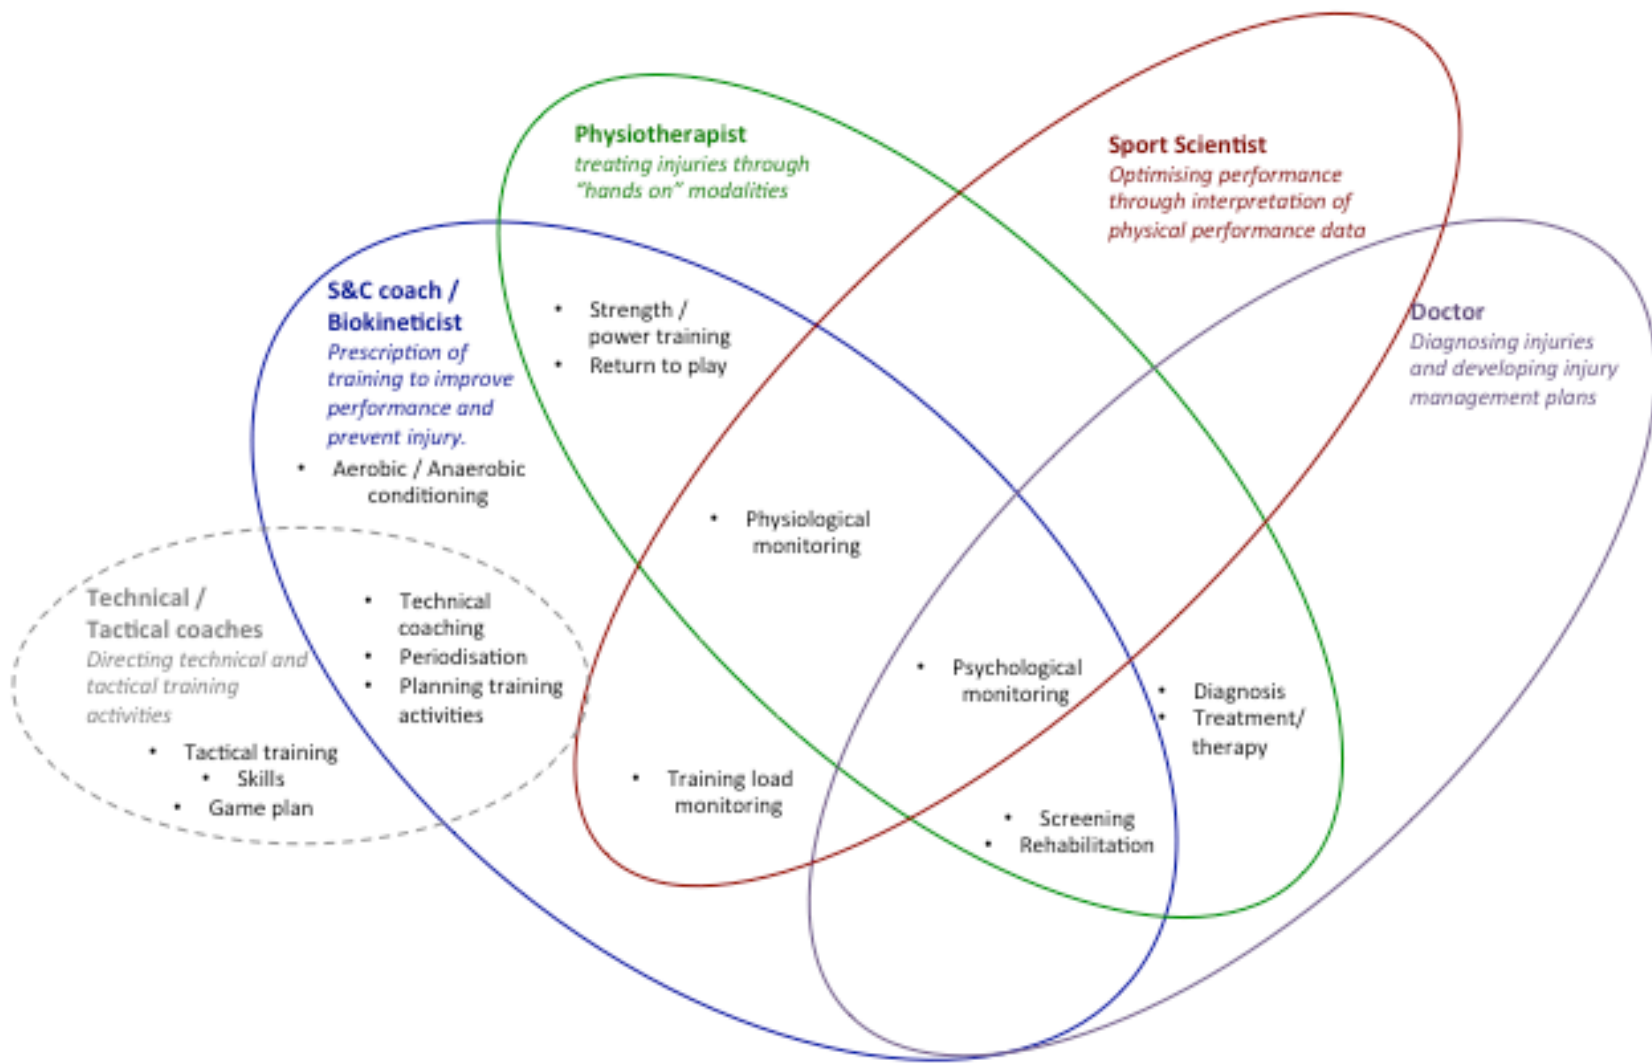 Physiotherapist
treating injuries through
"hands on" modalities
Sport Scientist
Optimising performance
through interpretation of
physical performance data
S&C coach /
Biokineticist
Prescription of
training to improve
performance and
prevent injury.
• Aerobic / Anaerobic
conditioning
• Strength /
power training
• Return to play
Doctor
Diagnosing injuries
and developing injury
management plans
• Physiological
monitoring
Technical /
Tactical coaches
Directing technical and
tactical training
activities
• Tactical training
• Skills
• Game plan
• Technical
coaching
• Periodisation
• Planning training
activities
• Psychological
monitoring
• Diagnosis
• Treatment/
therapy
• Training load
monitoring
• Screening
• Rehabilitation